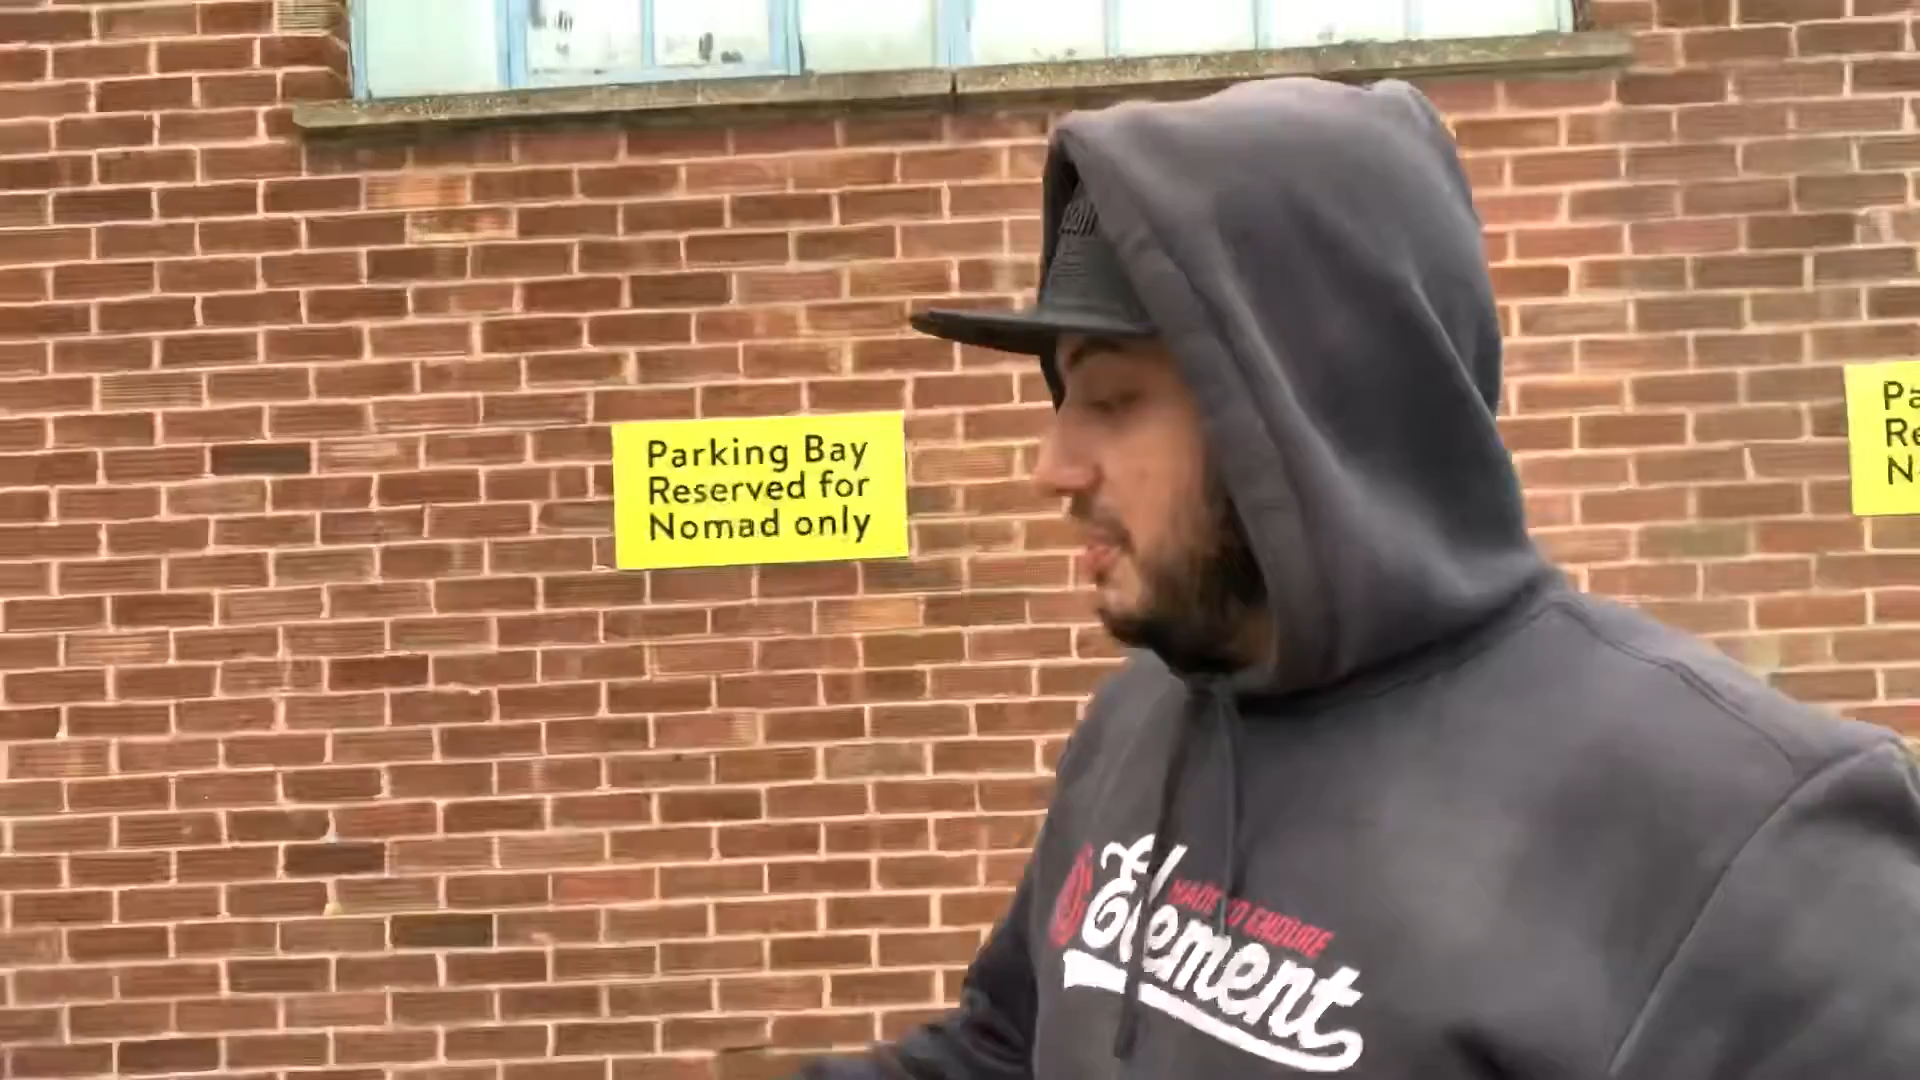 Parking Bay
Reserved for
Nomad only
Pa
Re
N
MADE TO ENDURE
Element